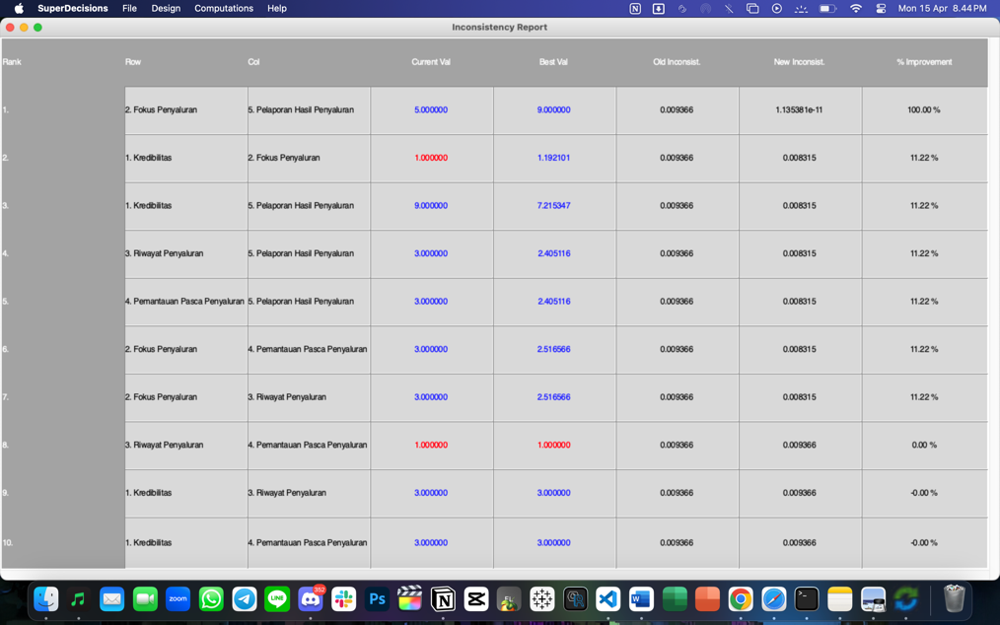 SuperDecisions File Design Computations Help Mon 15 Apr 8.44 PM
Inconsistency Report
Rank Row Col Current Val Best Val Old Inconsist. New Inconsist. % Improvement
1. 2. Fokus Penyaluran 5. Pelaporan Hasil Penyaluran 5.000000 9.000000 0.009366 1.135381e-11 100.00 %
2. 1. Kredibilitas 2. Fokus Penyaluran 1.000000 1.192101 0.009366 0.008315 11.22 %
3. 1. Kredibilitas 5. Pelaporan Hasil Penyaluran 9.000000 7.215347 0.009366 0.008315 11.22 %
4. 3. Riwayat Penyaluran 5. Pelaporan Hasil Penyaluran 3.000000 2.405116 0.009366 0.008315 11.22 %
5. 4. Pemantauan Pasca Penyaluran 5. Pelaporan Hasil Penyaluran 3.000000 2.405116 0.009366 0.008315 11.22 %
6. 2. Fokus Penyaluran 4. Pemantauan Pasca Penyaluran 3.000000 2.516566 0.009366 0.008315 11.22 %
7. 2. Fokus Penyaluran 3. Riwayat Penyaluran 3.000000 2.516566 0.009366 0.008315 11.22 %
8. 3. Riwayat Penyaluran 4. Pemantauan Pasca Penyaluran 1.000000 1.000000 0.009366 0.009366 0.00 %
9. 1. Kredibilitas 3. Riwayat Penyaluran 3.000000 3.000000 0.009366 0.009366 -0.00 %
10. 1. Kredibilitas 4. Pemantauan Pasca Penyaluran 3.000000 3.000000 0.009366 0.009366 -0.00 %
zoom LINE 352 Ps